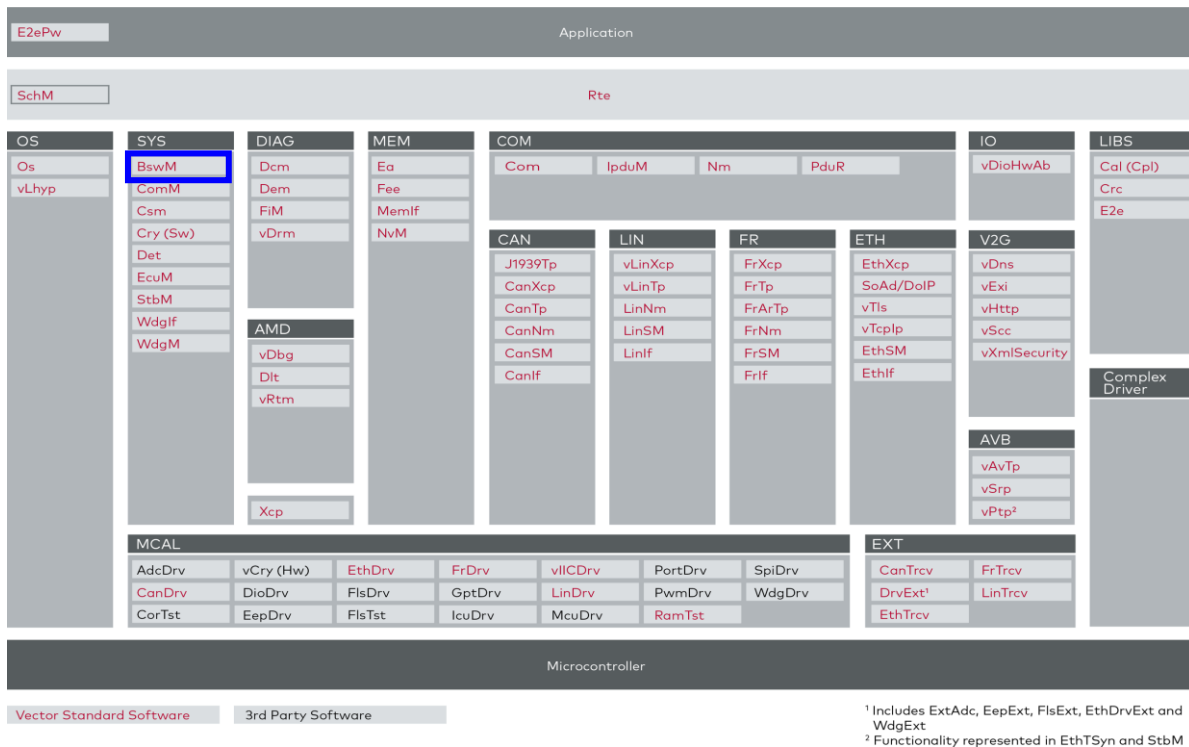 E2ePw
Application
SchM
Rte
OS
Os
vLhyp
SYS
BswM
ComM
Csm
Cry (Sw)
Det
EcuM
StbM
WdgIf
WdgM
DIAG
Dcm
Dem
FiM
vDrm
AMD
vDbg
Dlt
vRtm
Xcp
MEM
Ea
Fee
MemIf
NvM
COM
Com
IpduM
Nm
PduR
CAN
J1939Tp
CanXcp
CanTp
CanNm
CanSM
CanIf
LIN
vLinXcp
vLinTp
LinNm
LinSM
LinIf
FR
FrXcp
FrTp
FrArTp
FrNm
FrSM
FrIf
ETH
EthXcp
SoAd/DoIP
vTls
vTcpIp
EthSM
EthIf
IO
vDioHwAb
V2G
vDns
vExi
vHttp
vScc
vXmlSecurity
AVB
vAvTp
vSrp
vPtp²
LIBS
Cal (Cpl)
Crc
E2e
Complex
Driver
MCAL
AdcDrv vCry (Hw) EthDrv FrDrv vIICDrv PortDrv SpiDrv
CanDrv DioDrv FlsDrv GptDrv LinDrv PwmDrv WdgDrv
CorTst EepDrv FlsTst IcuDrv McuDrv RamTst
EXT
CanTrcv FrTrcv
DrvExt¹ LinTrcv
EthTrcv
Microcontroller
Vector Standard Software
3rd Party Software
¹ Includes ExtAdc, EepExt, FlsExt, EthDrvExt and
WdgExt
² Functionality represented in EthTSyn and StbM